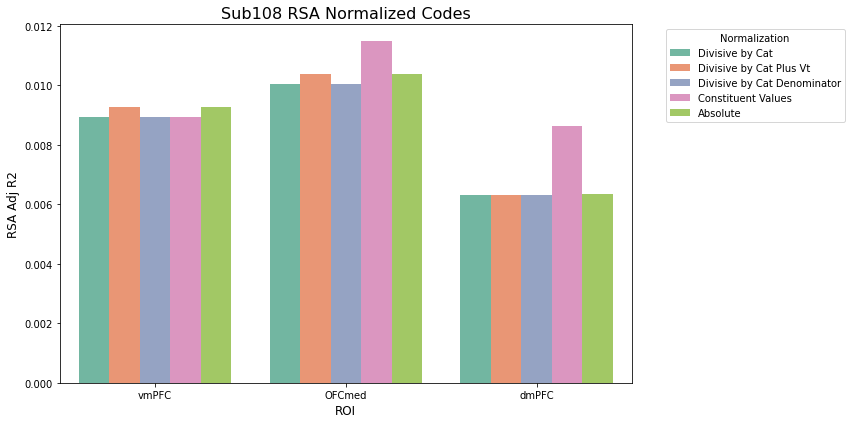 Sub108 RSA Normalized Codes
RSA Adj R2
0.012
0.010
0.008
0.006
0.004
0.002
0.000
vmPFC
OFCmed
dmPFC
ROI
Normalization
Divisive by Cat
Divisive by Cat Plus Vt
Divisive by Cat Denominator
Constituent Values
Absolute